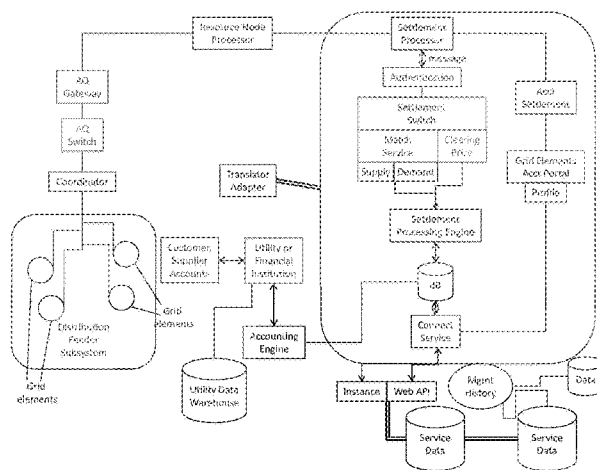 Resource Node
Processor
Settlement
Processor
message
Authentication
AQ
Gateway
AQ
Switch
Coordinator
Settlement
Switch
Match
Service
Clearing
Price
Supply
Demand
Translator
Adapter
Settlement
Grid Elements
Profile
Settlement
Processing Engine
Customer,
Supplier
Accounts
Utility or
Financial
Institution
dB
Connect
Service
Accounting
Engine
Grid
elements
Distribution
Feeder
Subsystem
Grid
elements
Utility Data
Warehouse
Instance
Web API
Mgmt
History
Data
Service
Data
Service
Data